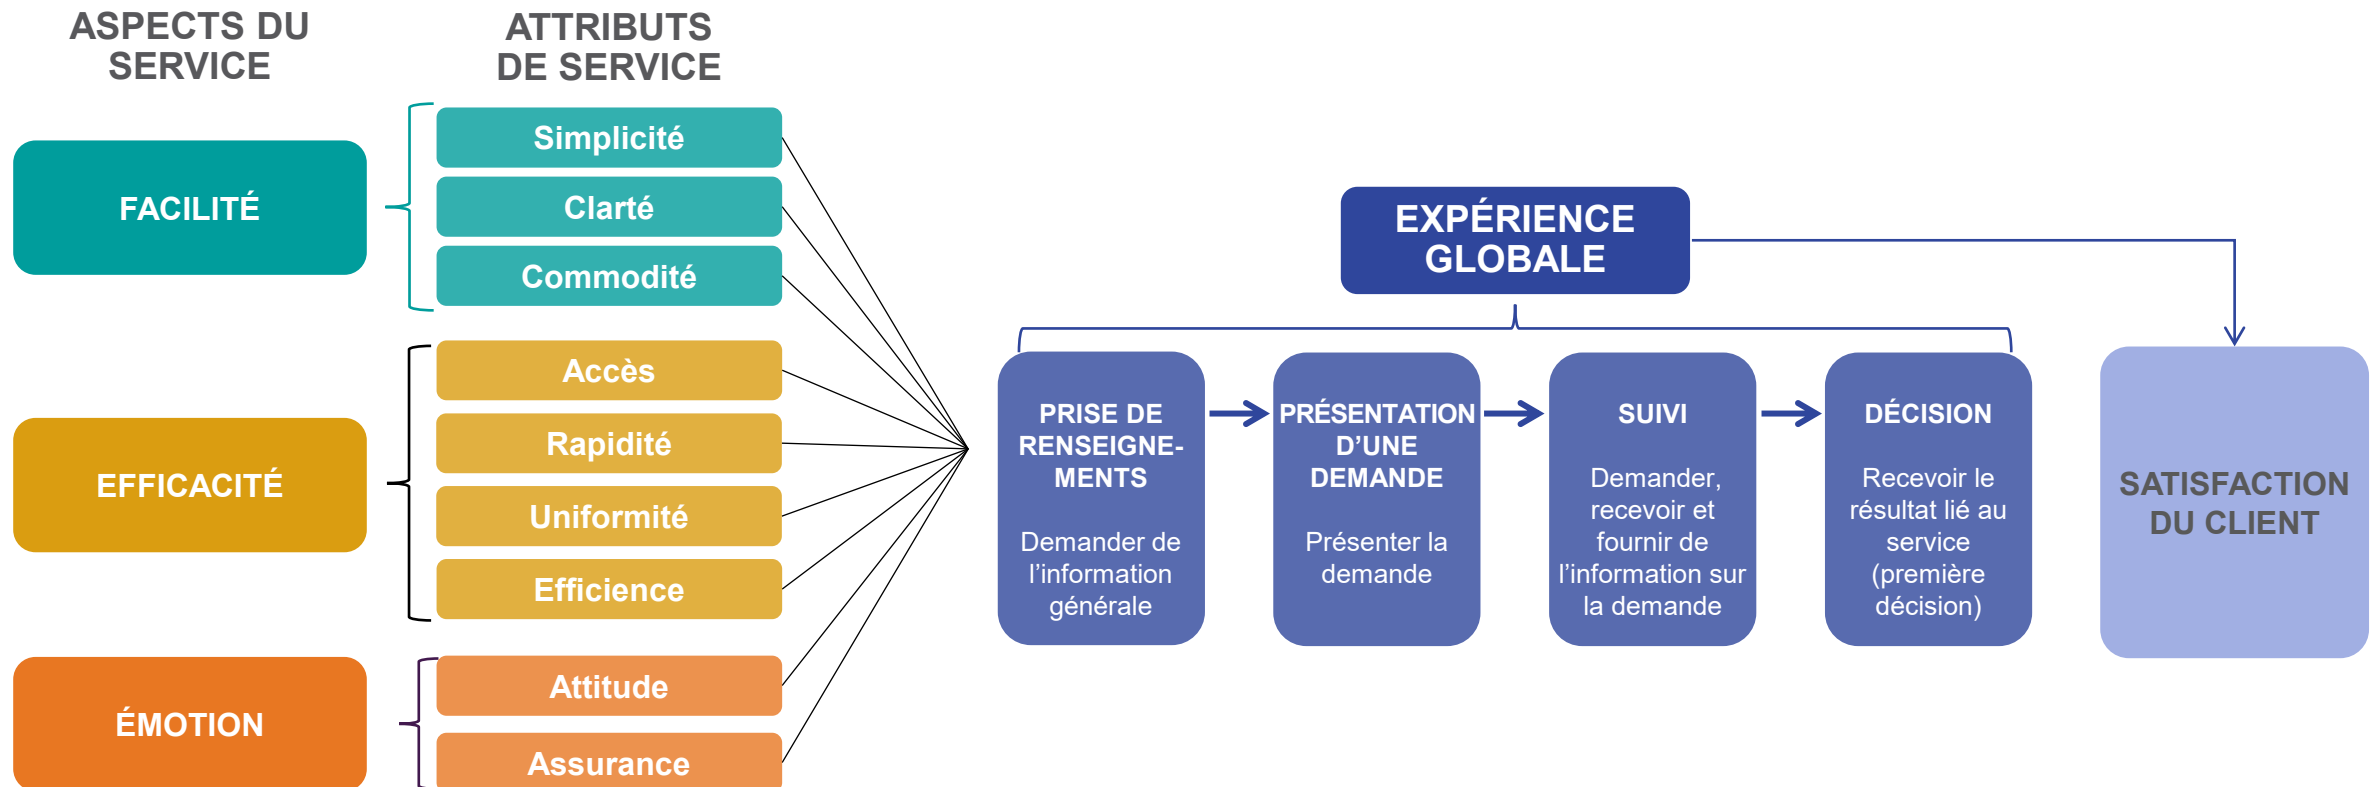 ASPECTS DU
SERVICE
ATTRIBUTS
DE SERVICE
FACILITÉ
Simplicité
Clarté
Commodité
EFFICACITÉ
Accès
Rapidité
Uniformité
Efficience
ÉMOTION
Attitude
Assurance
EXPÉRIENCE
GLOBALE
PRISE DE
RENSEIGNE-
MENTS
Demander de
l’information
générale
PRÉSENTATION
D’UNE
DEMANDE
Présenter la
demande
SUIVI
Demander,
recevoir et
fournir de
l’information sur
la demande
DÉCISION
Recevoir le
résultat lié au
service
(première
décision)
SATISFACTION
DU CLIENT